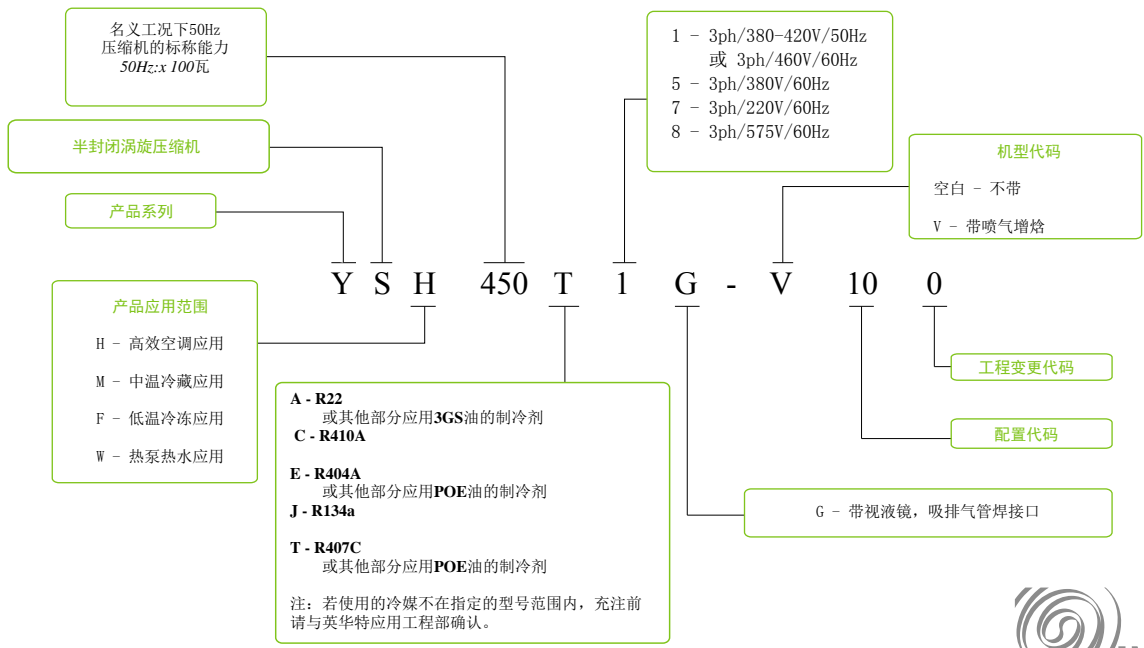 名义工况下50Hz
压缩机的标称能力
50Hz:x 100瓦
1 - 3ph/380-420V/50Hz
或 3ph/460V/60Hz
5 - 3ph/380V/60Hz
7 - 3ph/220V/60Hz
8 - 3ph/575V/60Hz
半封闭涡旋压缩机
机型代码
空白 - 不带
V - 带喷气增焓
产品系列
Y S H 450 T 1 G - V 10 0
产品应用范围
H - 高效空调应用
M - 中温冷藏应用
F - 低温冷冻应用
W - 热泵热水应用
A - R22
或其他部分应用3GS油的制冷剂
C - R410A
E - R404A
或其他部分应用POE油的制冷剂
J - R134a
T - R407C
或其他部分应用POE油的制冷剂
注：若使用的冷媒不在指定的型号范围内，充注前
请与英华特应用工程部确认。
工程变更代码
配置代码
G - 带视液镜，吸排气管焊接口